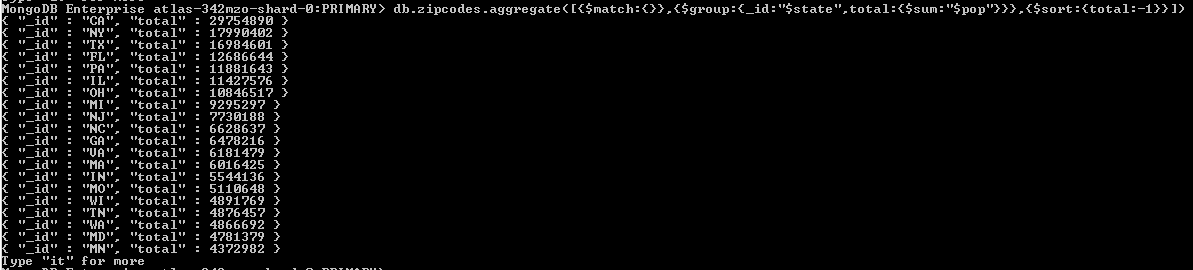 MongoDB Enterprise atlas-342mzo-shard-0:PRIMARY> db.zipcodes.aggregate([{$match:{}},{$group:{_id:"$state",total:{$sum:"$pop"}}},{$sort:{total:-1}}])
{ "_id" : "CA", "total" : 29754890 }
{ "_id" : "NY", "total" : 17990402 }
{ "_id" : "TX", "total" : 16984601 }
{ "_id" : "FL", "total" : 12686644 }
{ "_id" : "PA", "total" : 11881643 }
{ "_id" : "IL", "total" : 11427576 }
{ "_id" : "OH", "total" : 10846517 }
{ "_id" : "MI", "total" : 9295297 }
{ "_id" : "NJ", "total" : 7730188 }
{ "_id" : "NC", "total" : 6628637 }
{ "_id" : "GA", "total" : 6478216 }
{ "_id" : "VA", "total" : 6181479 }
{ "_id" : "MA", "total" : 6016425 }
{ "_id" : "IN", "total" : 5544136 }
{ "_id" : "MO", "total" : 5110648 }
{ "_id" : "WI", "total" : 4891769 }
{ "_id" : "TN", "total" : 4876457 }
{ "_id" : "WA", "total" : 4866692 }
{ "_id" : "MD", "total" : 4781379 }
{ "_id" : "MN", "total" : 4372982 }
Type "it" for more